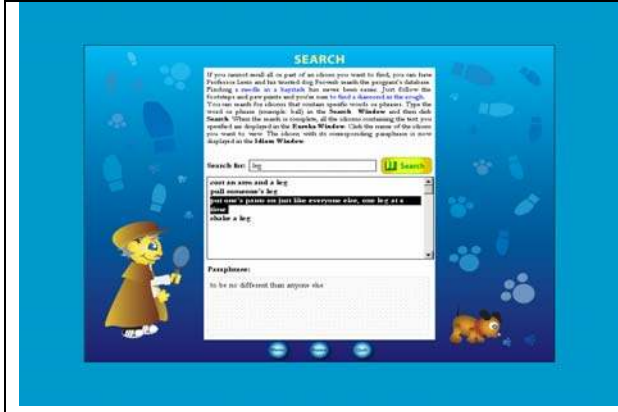 SEARCH
If you cannot recall all or part of an idiom you want to find, you can have
Professor Lexis and his trusted dog Proverb search the program's database.
Finding a needle in a haystack has never been easier. Just follow the
footsteps and paw prints and you're sure to find a diamond in the rough.
You can search for idioms that contain specific words or phrases. Type the
word or phrase (example: ball) in the Search Window and then click
Search. When the search is complete, all the idioms containing the text you
specified are displayed in the Eureka Window. Click the name of the idiom
you want to view. The idiom with its corresponding paraphrase is now
displayed in the Idiom Window.
Search for: leg
Search
cost an arm and a leg
pull someone's leg
put one's pants on just like everyone else, one leg at a
time
shake a leg
Paraphrase:
to be no different than anyone else